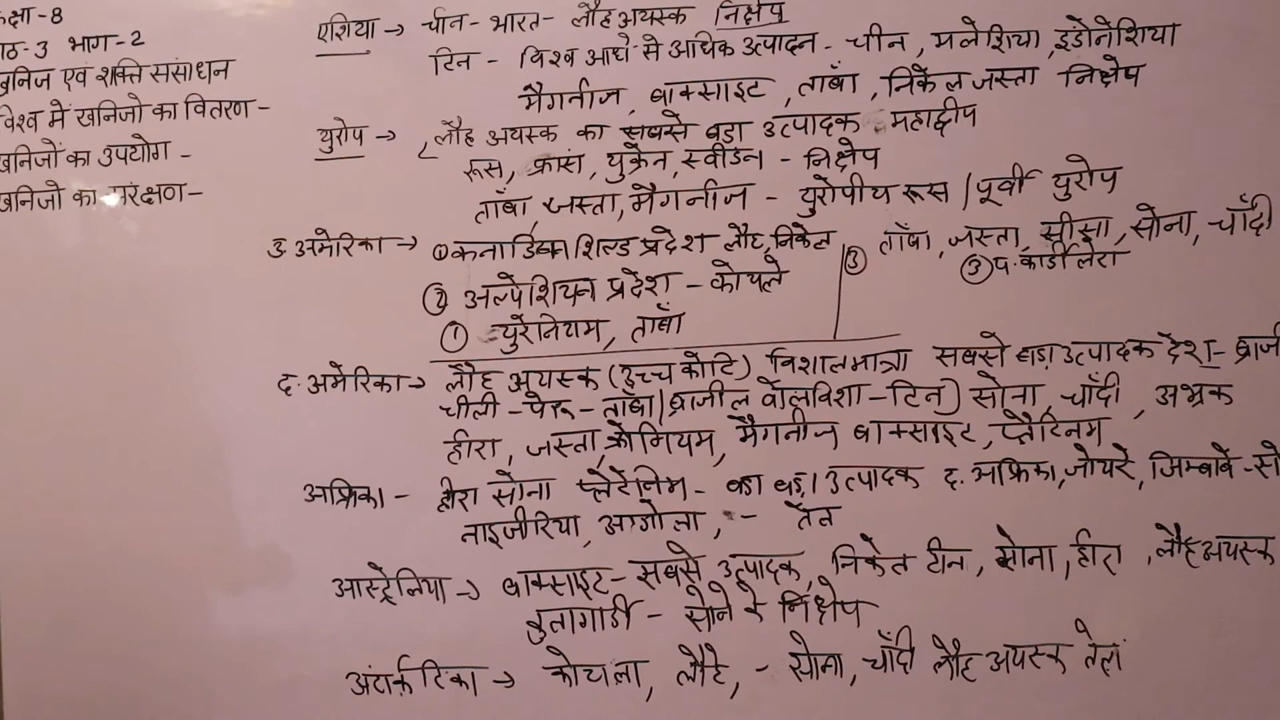 कक्षा-8
पाठ-3 भाग-2
खनिज एवं शक्ति संसाधन
विश्व में खनिजो का वितरण -
खनिजों का उपयोग -
खनिजो का संरक्षण-
एशिया → चीन - भारत - लौह अयस्क निक्षेप
टिन - विश्व आधे से अधिक उत्पादन - चीन, मलेशिया, इंडोनेशिया
मैगनीज, बाक्साइट, ताँबा, निकेल जस्ता निक्षेप
युरोप → लौह अयस्क का सबसे बड़ा उत्पादक महाद्वीप
रूस, फ्रांस, युक्रेन, स्वीडन - निक्षेप
ताँबा जस्ता, मैगनीज - युरोपीय रूस / पूर्वी युरोप
उ. अमेरिका → ① कनाडियन शिल्ड प्रदेश लौह, निकेल
② अल्पेशियन प्रदेश - कोयले
① युरेनियम, ताँबा
③ ताँबा, जस्ता, सीसा, सोना, चाँदी
③ प. कार्डीलेरा
द. अमेरिका → लौह अयस्क (उच्च कोटि) विशालमात्रा सबसे बड़ा उत्पादक देश - ब्राजी
चीली - पेरू - ताँबा / ब्राजील वोलविशा - टिन) सोना, चाँदी, अभ्रक
हीरा, जस्ता, क्रोमियम, मैगनीज बाक्साइट, प्लैटिनम
अफ्रिका - हीरा सोना प्लेटेनिम - का बड़ा उत्पादक द. अफ्रिका, जोयरे, जिम्बाबे - सो
नाइजीरिया, अंगोला, - तेल
आस्ट्रेलिया → बाक्साइट - सबसे उत्पादक, निकेल टीन, सोना, हीरा, लौह अयस्क
कुलागार्डी - सोने के निक्षेप
अंटार्कटिका → कोयला, लौहे, - सोना, चाँदी लौह अयस्क तेल